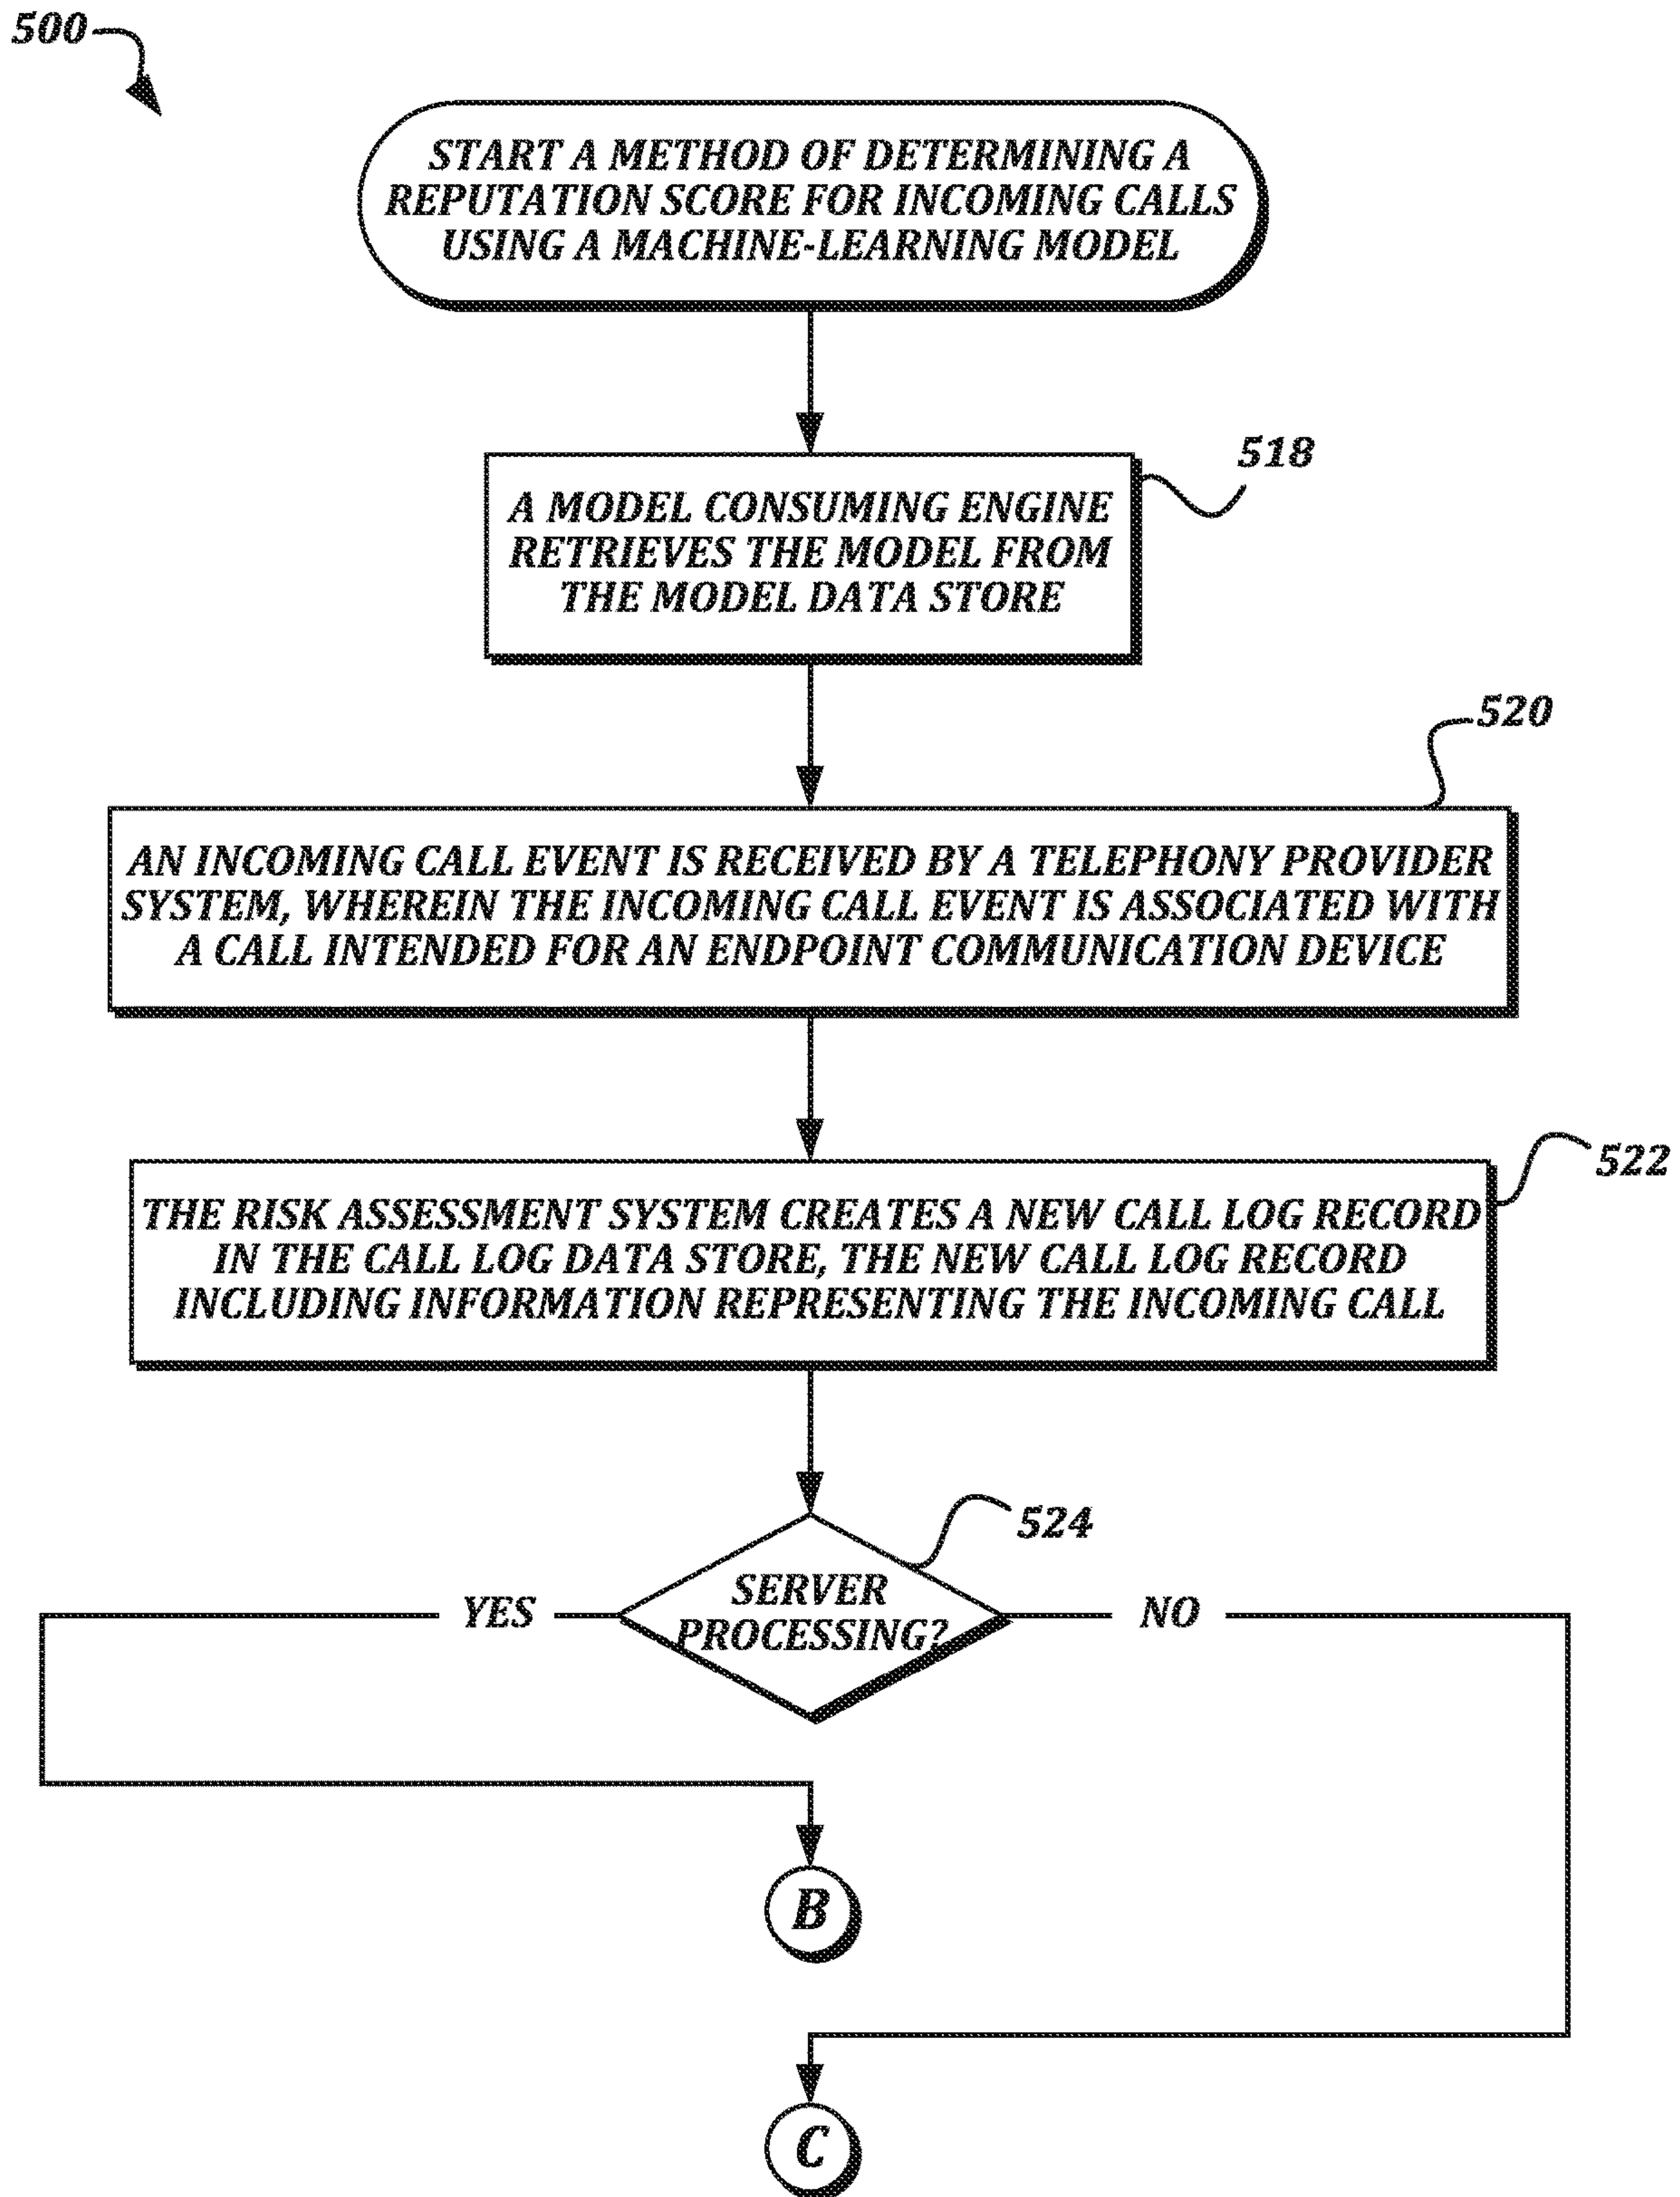 500
START A METHOD OF DETERMINING A
REPUTATION SCORE FOR INCOMING CALLS
USING A MACHINE-LEARNING MODEL
518
A MODEL CONSUMING ENGINE
RETRIEVES THE MODEL FROM
THE MODEL DATA STORE
520
AN INCOMING CALL EVENT IS RECEIVED BY A TELEPHONY PROVIDER
SYSTEM, WHEREIN THE INCOMING CALL EVENT IS ASSOCIATED WITH
A CALL INTENDED FOR AN ENDPOINT COMMUNICATION DEVICE
522
THE RISK ASSESSMENT SYSTEM CREATES A NEW CALL LOG RECORD
IN THE CALL LOG DATA STORE, THE NEW CALL LOG RECORD
INCLUDING INFORMATION REPRESENTING THE INCOMING CALL
524
SERVER
PROCESSING?
YES
NO
B
C